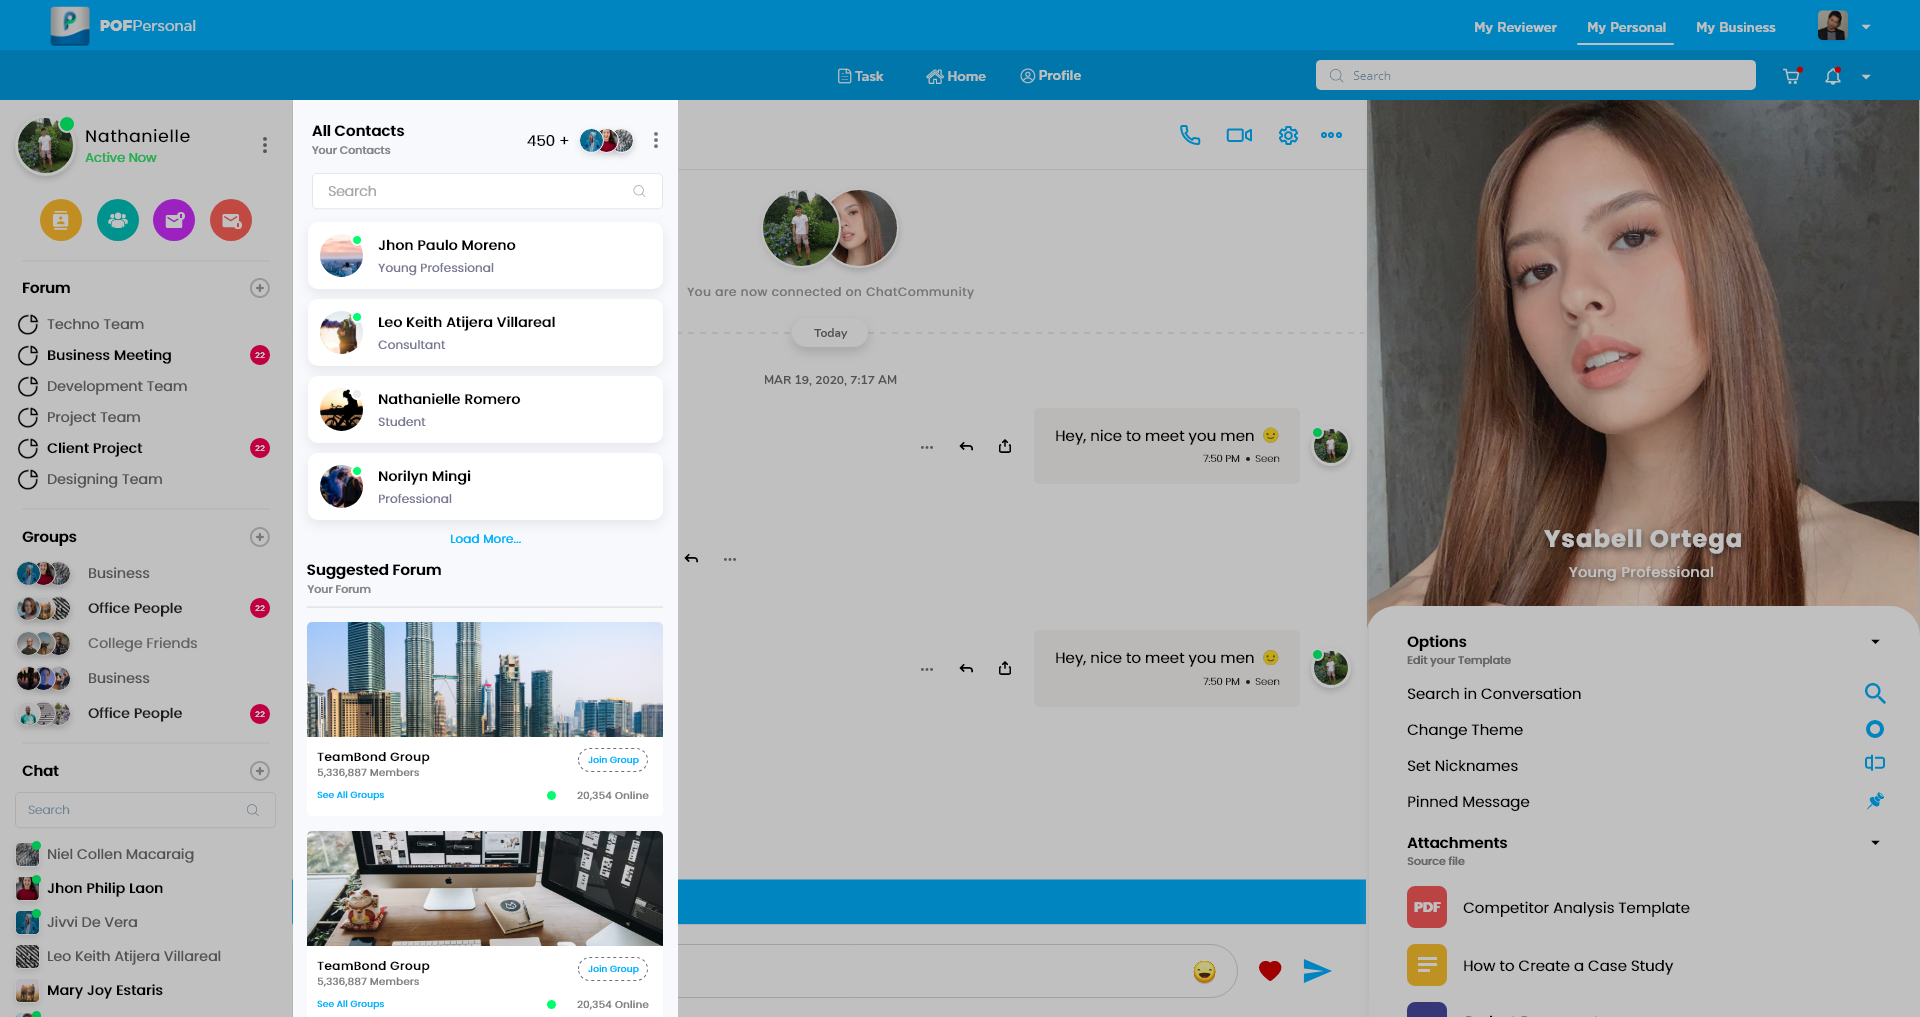 POFPersonal
My Reviewer
My Personal
My Business
Task
Home
Profile
Search
Nathanielle
Active Now
Forum
Techno Team
Business Meeting
22
Development Team
Project Team
Client Project
22
Designing Team
Groups
Business
Office People
22
College Friends
Business
Office People
22
Chat
Search
Niel Collen Macaraig
Jhon Philip Laon
Jivvi De Vera
Leo Keith Atijera Villareal
Mary Joy Estaris
All Contacts
Your Contacts
450 +
Search
Jhon Paulo Moreno
Young Professional
Leo Keith Atijera Villareal
Consultant
Nathanielle Romero
Student
Norilyn Mingi
Professional
Load More...
Suggested Forum
Your Forum
TeamBond Group
5,336,887 Members
Join Group
See All Groups
20,354 Online
TeamBond Group
5,336,887 Members
Join Group
See All Groups
20,354 Online
You are now connected on ChatCommunity
Today
MAR 19, 2020, 7:17 AM
Hey, nice to meet you men
7:50 PM • Seen
Hey, nice to meet you men
7:50 PM • Seen
Ysabell Ortega
Young Professional
Options
Edit your Template
Search in Conversation
Change Theme
Set Nicknames
Pinned Message
Attachments
Source file
PDF
Competitor Analysis Template
How to Create a Case Study